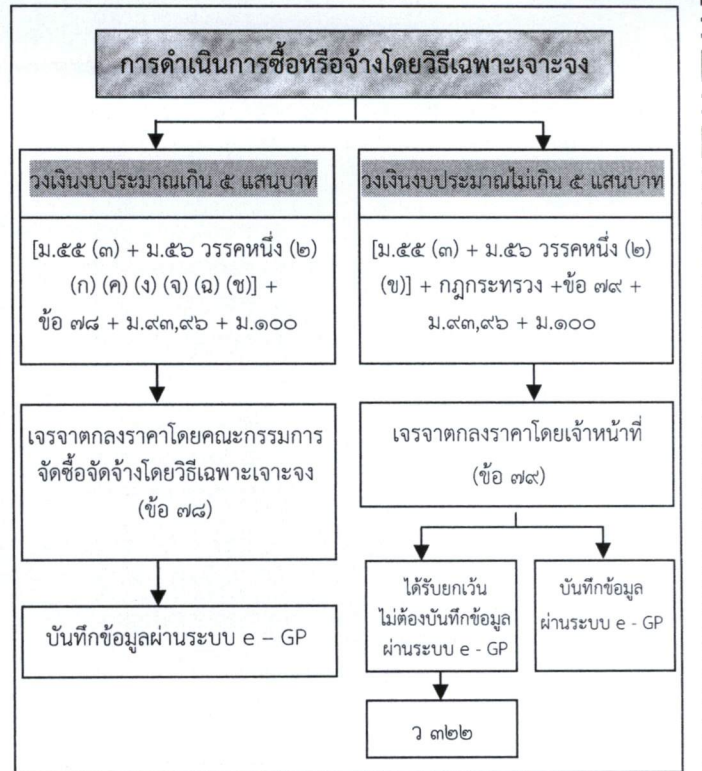 การดำเนินการซื้อหรือจ้างโดยวิธีเฉพาะเจาะจง
วงเงินงบประมาณเกิน ๕ แสนบาท
[ม.๕๕ (๓) + ม.๕๖ วรรคหนึ่ง (๒)
(ก) (ค) (ง) (จ) (ฉ) (ช)] +
ข้อ ๗๘ + ม.๙๓,๙๖ + ม.๑๐๐
เจรจาตกลงราคาโดยคณะกรรมการ
จัดซื้อจัดจ้างโดยวิธีเฉพาะเจาะจง
(ข้อ ๗๘)
บันทึกข้อมูลผ่านระบบ e – GP
วงเงินงบประมาณไม่เกิน ๕ แสนบาท
[ม.๕๕ (๓) + ม.๕๖ วรรคหนึ่ง (๒)
(ข)] + กฎกระทรวง +ข้อ ๗๙ +
ม.๙๓,๙๖ + ม.๑๐๐
เจรจาตกลงราคาโดยเจ้าหน้าที่
(ข้อ ๗๙)
ได้รับยกเว้น
ไม่ต้องบันทึกข้อมูล
ผ่านระบบ e - GP
ว ๓๒๒
บันทึกข้อมูล
ผ่านระบบ e - GP